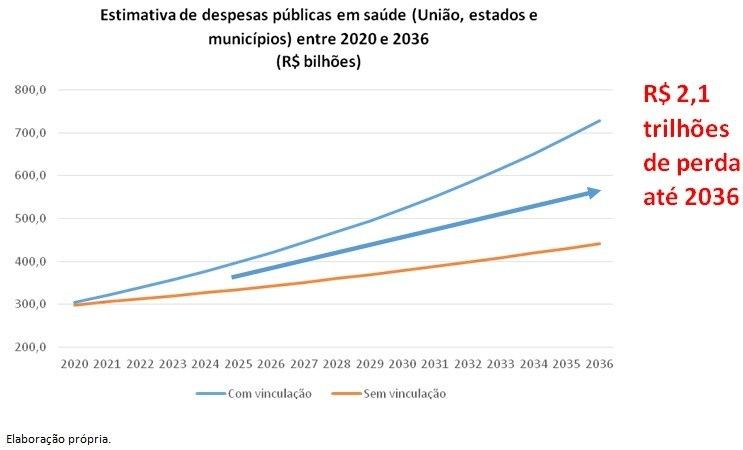 Estimativa de despesas públicas em saúde (União, estados e
municípios) entre 2020 e 2036
(R$ bilhões)
R$ 2,1
trilhões
de perda
até 2036
800,0
700,0
600,0
500,0
400,0
300,0
200,0
2020 2021 2022 2023 2024 2025 2026 2027 2028 2029 2030 2031 2032 2033 2034 2035 2036
Com vinculação Sem vinculação
Elaboração própria.